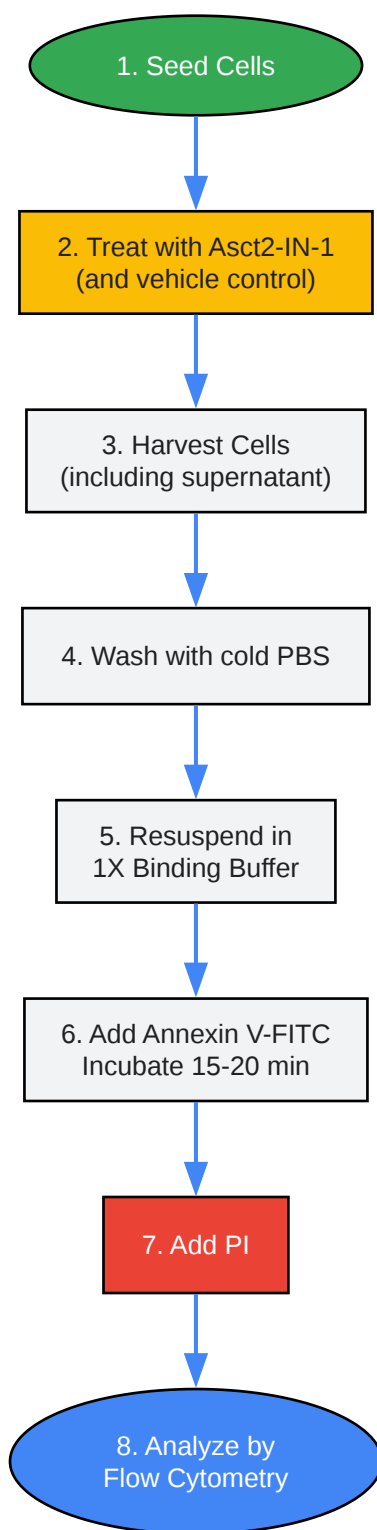 1. Seed Cells
2. Treat with Asct2-IN-1
(and vehicle control)
3. Harvest Cells
(including supernatant)
4. Wash with cold PBS
5. Resuspend in
1X Binding Buffer
6. Add Annexin V-FITC
Incubate 15-20 min
7. Add PI
8. Analyze by
Flow Cytometry